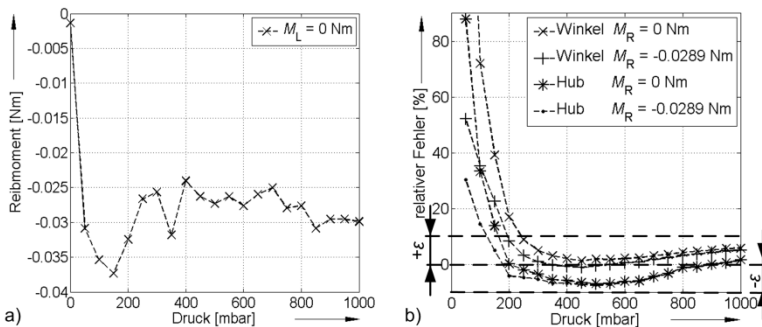 0
-0.005
-0.01
-0.015
-0.02
-0.025
-0.03
-0.035
-0.04
Reibmoment [Nm]
M_L = 0 Nm
0 200 400 600 800 1000
Druck [mbar]
a)
80
60
40
20
0
relativer Fehler [%]
+ε
Winkel M_R = 0 Nm
Winkel M_R = -0.0289 Nm
Hub M_R = 0 Nm
Hub M_R = -0.0289 Nm
-ε
0 200 400 600 800 1000
Druck [mbar]
b)